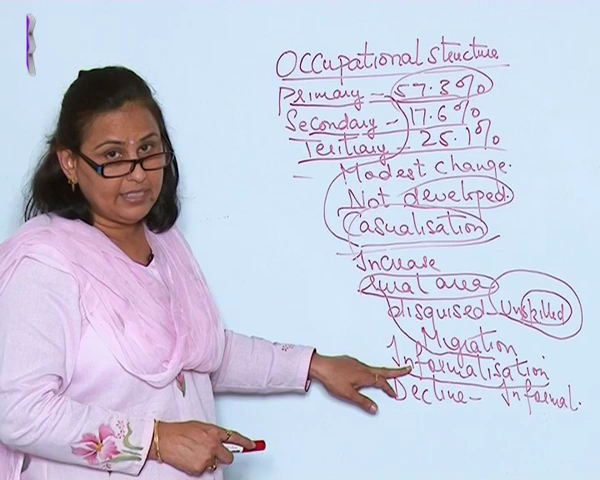 Occupational structure
Primary - 57.3%
Secondary - 17.6%
Tertiary - 25.1%
Modest change.
Not developed.
Casualisation
Increase
rural area
disguised - Unskilled
Migration
Informalisation
Decline - Informal.